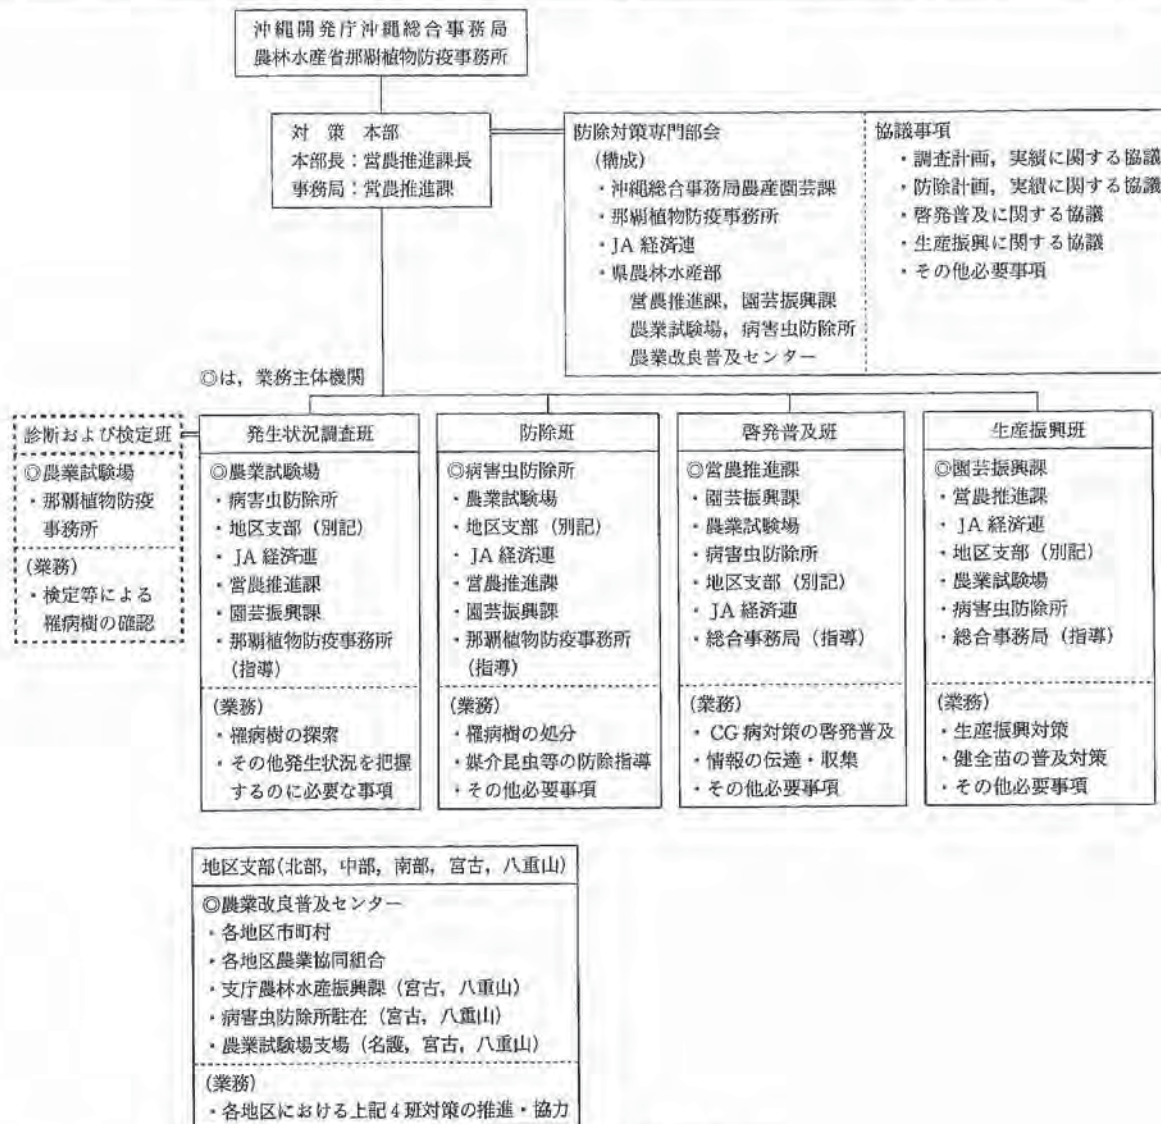 沖縄開発庁沖縄総合事務局
農林水産省那覇植物防疫事務所
対 策 本部
本部長：営農推進課長
事務局：営農推進課
防除対策専門部会
(構成)
・沖縄総合事務局農産園芸課
・那覇植物防疫事務所
・JA 経済連
・県農林水産部
営農推進課，園芸振興課
農業試験場，病害虫防除所
農業改良普及センター
協議事項
・調査計画，実績に関する協議
・防除計画，実績に関する協議
・啓発普及に関する協議
・生産振興に関する協議
・その他必要事項
◎は，業務主体機関
診断および検定班
◎農業試験場
・那覇植物防疫
事務所
(業務)
・検定等による
罹病樹の確認
発生状況調査班
◎農業試験場
・病害虫防除所
・地区支部（別記）
・JA 経済連
・営農推進課
・園芸振興課
・那覇植物防疫事務所
(指導)
(業務)
・罹病樹の探索
・その他発生状況を把握
するのに必要な事項
防除班
◎病害虫防除所
・農業試験場
・地区支部（別記）
・JA 経済連
・営農推進課
・園芸振興課
・那覇植物防疫事務所
(指導)
(業務)
・罹病樹の処分
・媒介昆虫等の防除指導
・その他必要事項
啓発普及班
◎営農推進課
・園芸振興課
・農業試験場
・病害虫防除所
・地区支部（別記）
・JA 経済連
・総合事務局（指導）
(業務)
・CG 病対策の啓発普及
・情報の伝達・収集
・その他必要事項
生産振興班
◎園芸振興課
・営農推進課
・JA 経済連
・地区支部（別記）
・農業試験場
・病害虫防除所
・総合事務局（指導）
(業務)
・生産振興対策
・健全苗の普及対策
・その他必要事項
地区支部(北部，中部，南部，宮古，八重山)
◎農業改良普及センター
・各地区市町村
・各地区農業協同組合
・支庁農林水産振興課（宮古，八重山）
・病害虫防除所駐在（宮古，八重山）
・農業試験場支場（名護，宮古，八重山）
(業務)
・各地区における上記4班対策の推進・協力